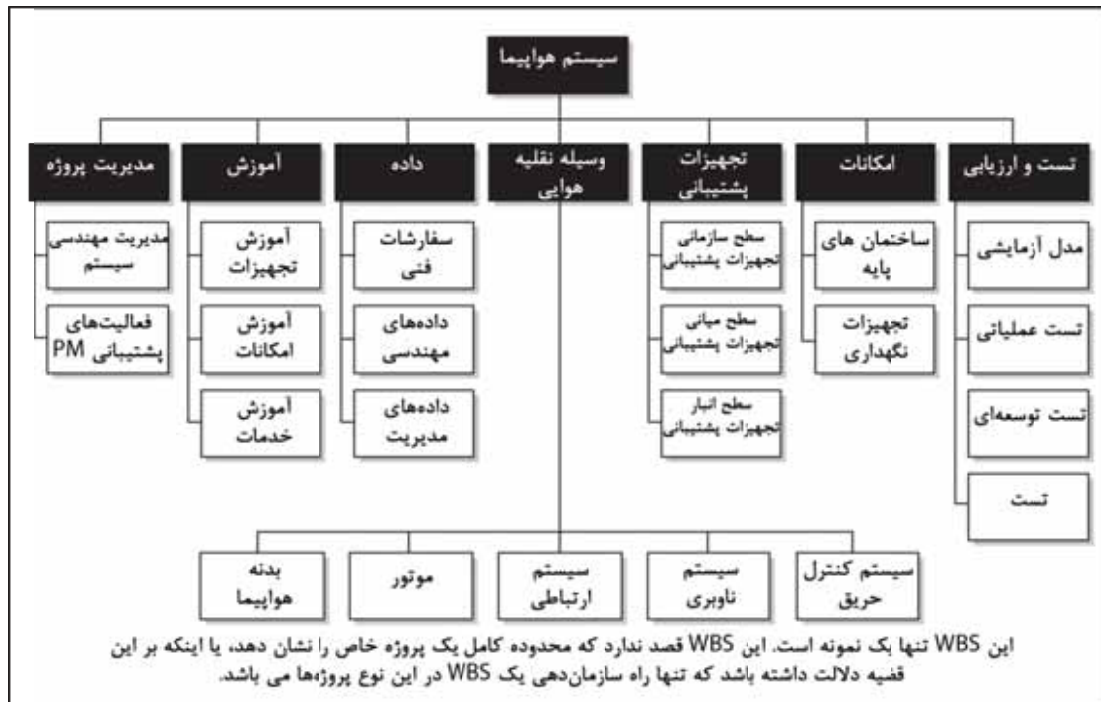 سیستم هواپیما
تست و ارزیابی
امکانات
تجهیزات
پشتیبانی
وسیله نقلیه
هوایی
داده
آموزش
مدیریت پروژه
مدل آزمایشی
تست عملیاتی
تست توسعه‌ای
تست
ساختمان های
پایه
تجهیزات
نگهداری
سطح سازمانی
تجهیزات پشتیبانی
سطح میانی
تجهیزات پشتیبانی
سطح انبار
تجهیزات پشتیبانی
سفارشات
فنی
داده‌های
مهندسی
داده‌های
مدیریت
آموزش
تجهیزات
آموزش
امکانات
آموزش
خدمات
مدیریت مهندسی
سیستم
فعالیت‌های
پشتیبانی PM
سیستم کنترل
حریق
سیستم
ناوبری
سیستم
ارتباطی
موتور
بدنه
هواپیما
این WBS تنها یک نمونه است. این WBS قصد ندارد که محدوده کامل یک پروژه خاص را نشان دهد، یا اینکه بر این
قضیه دلالت داشته باشد که تنها راه سازمان‌دهی یک WBS در این نوع پروژه‌ها می باشد.